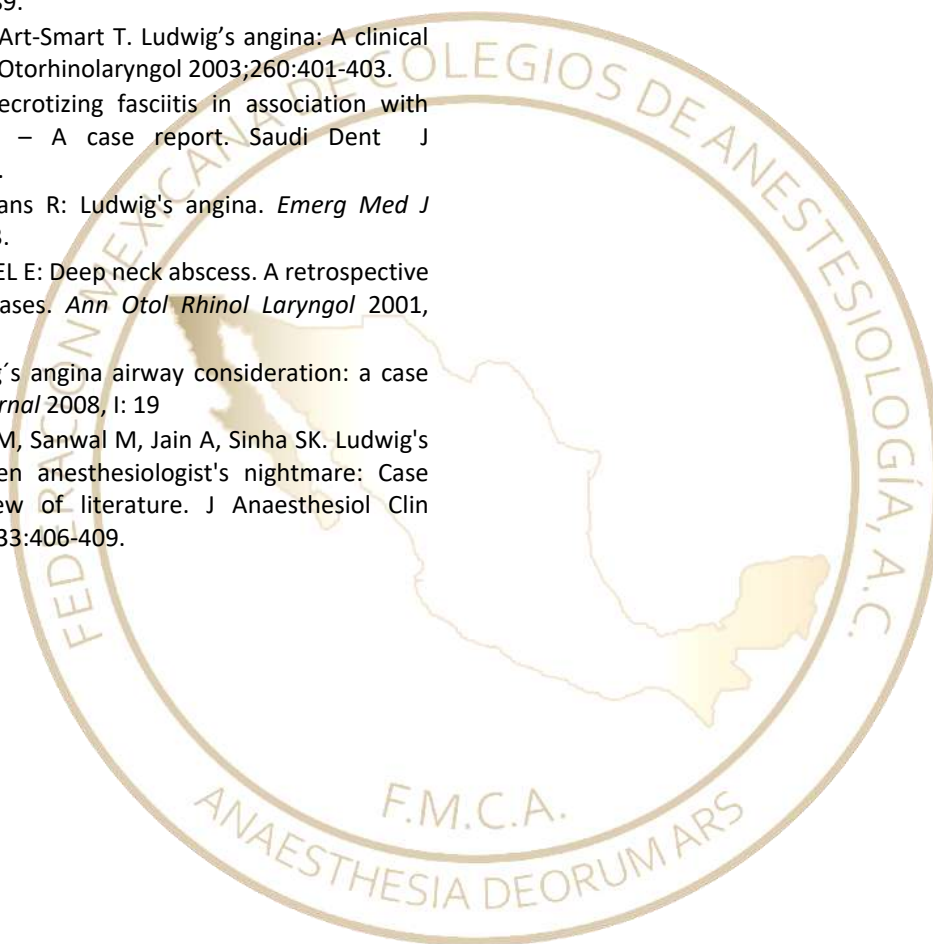 39.
Art-Smart T. Ludwig’s angina: A clinical
Otorhinolaryngol 2003;260:401-403.
ecrotizing fasciitis in association with
– A case report. Saudi Dent J
.
ans R: Ludwig's angina. Emerg Med J
3.
EL E: Deep neck abscess. A retrospective
ases. Ann Otol Rhinol Laryngol 2001,
g´s angina airway consideration: a case
rnal 2008, I: 19
M, Sanwal M, Jain A, Sinha SK. Ludwig's
en anesthesiologist's nightmare: Case
ew of literature. J Anaesthesiol Clin
33:406-409.
FEDERACIÓN MEXICANA DE COLEGIOS DE ANESTESIOLOGÍA, A.C.
F.M.C.A.
ANAESTHESIA DEORUM ARS